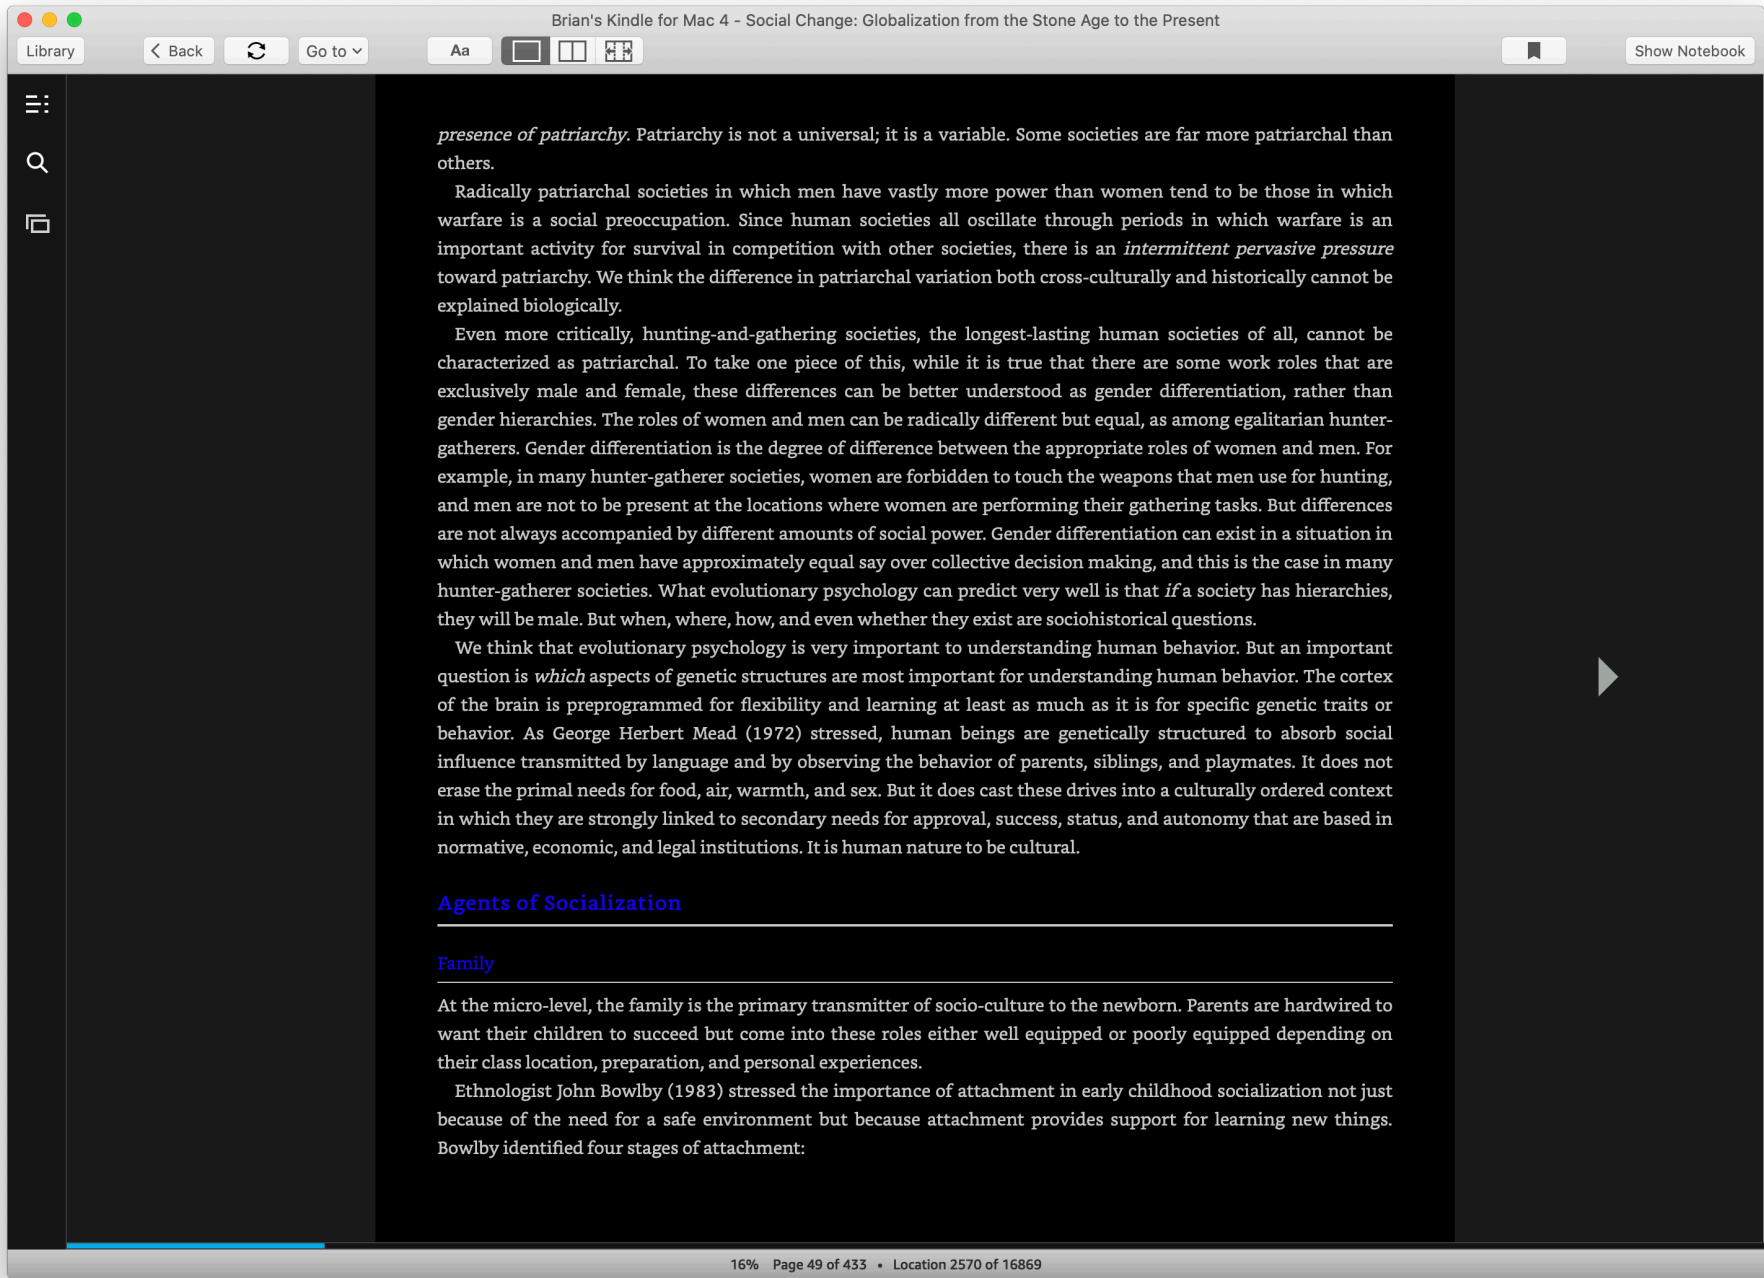 Brian's Kindle for Mac 4 - Social Change: Globalization from the Stone Age to the Present
Library
Back
Go to
Aa
Show Notebook
presence of patriarchy. Patriarchy is not a universal; it is a variable. Some societies are far more patriarchal than
others.
Radically patriarchal societies in which men have vastly more power than women tend to be those in which
warfare is a social preoccupation. Since human societies all oscillate through periods in which warfare is an
important activity for survival in competition with other societies, there is an intermittent pervasive pressure
toward patriarchy. We think the difference in patriarchal variation both cross-culturally and historically cannot be
explained biologically.
Even more critically, hunting-and-gathering societies, the longest-lasting human societies of all, cannot be
characterized as patriarchal. To take one piece of this, while it is true that there are some work roles that are
exclusively male and female, these differences can be better understood as gender differentiation, rather than
gender hierarchies. The roles of women and men can be radically different but equal, as among egalitarian hunter-
gatherers. Gender differentiation is the degree of difference between the appropriate roles of women and men. For
example, in many hunter-gatherer societies, women are forbidden to touch the weapons that men use for hunting,
and men are not to be present at the locations where women are performing their gathering tasks. But differences
are not always accompanied by different amounts of social power. Gender differentiation can exist in a situation in
which women and men have approximately equal say over collective decision making, and this is the case in many
hunter-gatherer societies. What evolutionary psychology can predict very well is that if a society has hierarchies,
they will be male. But when, where, how, and even whether they exist are sociohistorical questions.
We think that evolutionary psychology is very important to understanding human behavior. But an important
question is which aspects of genetic structures are most important for understanding human behavior. The cortex
of the brain is preprogrammed for flexibility and learning at least as much as it is for specific genetic traits or
behavior. As George Herbert Mead (1972) stressed, human beings are genetically structured to absorb social
influence transmitted by language and by observing the behavior of parents, siblings, and playmates. It does not
erase the primal needs for food, air, warmth, and sex. But it does cast these drives into a culturally ordered context
in which they are strongly linked to secondary needs for approval, success, status, and autonomy that are based in
normative, economic, and legal institutions. It is human nature to be cultural.
Agents of Socialization
Family
At the micro-level, the family is the primary transmitter of socio-culture to the newborn. Parents are hardwired to
want their children to succeed but come into these roles either well equipped or poorly equipped depending on
their class location, preparation, and personal experiences.
Ethnologist John Bowlby (1983) stressed the importance of attachment in early childhood socialization not just
because of the need for a safe environment but because attachment provides support for learning new things.
Bowlby identified four stages of attachment:
16% Page 49 of 433 • Location 2570 of 16869